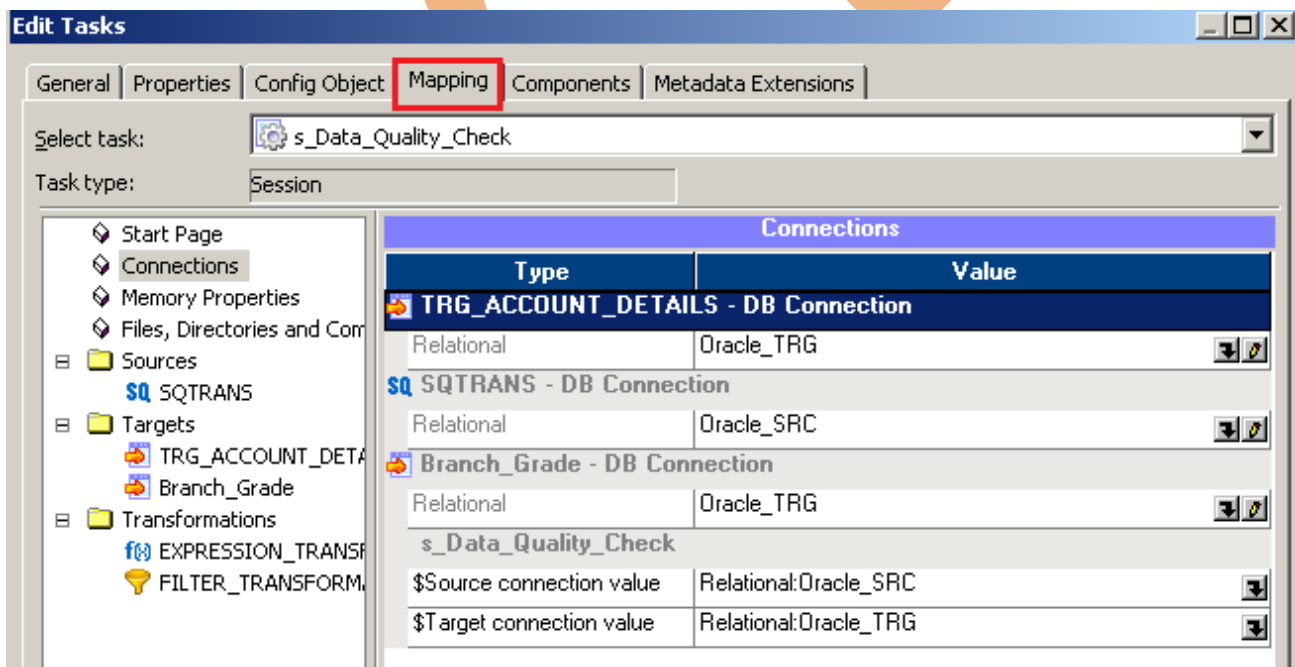 Edit Tasks
General Properties Config Object Mapping Components Metadata Extensions
Select task: s_Data_Quality_Check
Task type: Session
Start Page
Connections
Memory Properties
Files, Directories and Com
Sources
SQ SQTRANS
Targets
TRG_ACCOUNT_DETA
Branch_Grade
Transformations
f(x) EXPRESSION_TRANSF
FILTER_TRANSFORMA
Connections
Type Value
TRG_ACCOUNT_DETAILS - DB Connection
Relational Oracle_TRG
SQ SQTRANS - DB Connection
Relational Oracle_SRC
Branch_Grade - DB Connection
Relational Oracle_TRG
s_Data_Quality_Check
$Source connection value Relational:Oracle_SRC
$Target connection value Relational:Oracle_TRG